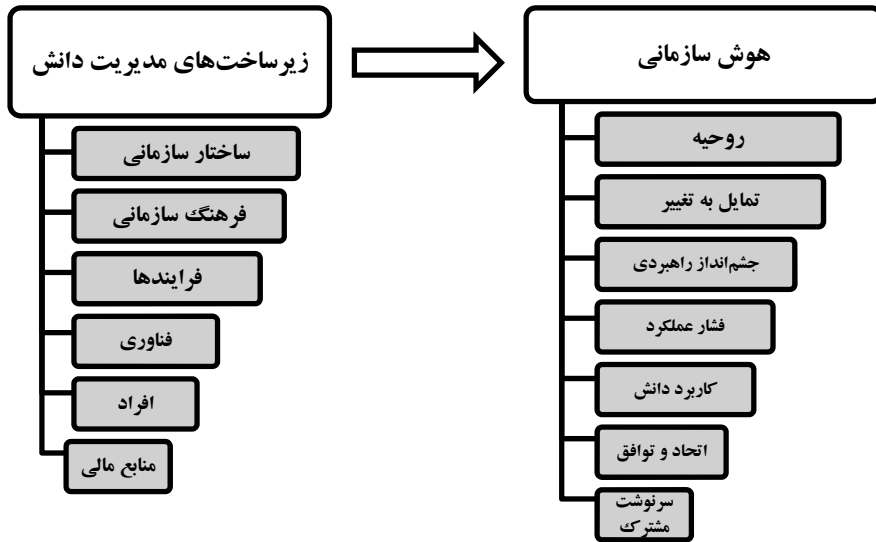 زیرساخت‌های مدیریت دانش
ساختار سازمانی
فرهنگ سازمانی
فرایندها
فناوری
افراد
منابع مالی
هوش سازمانی
روحیه
تمایل به تغییر
جشم‌انداز راهبردی
فشار عملکرد
کاربرد دانش
اتحاد و توافق
سرنوشت
مشترک